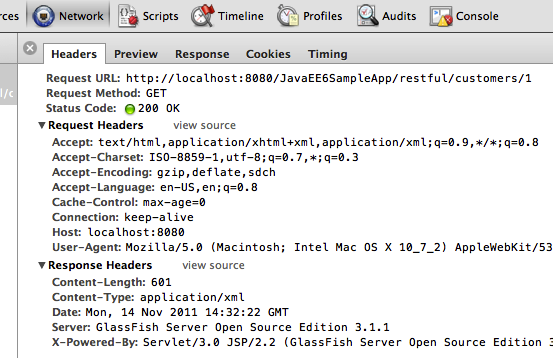 rces Network Scripts Timeline Profiles Audits Console
Headers Preview Response Cookies Timing
Request URL: http://localhost:8080/JavaEE6SampleApp/restful/customers/1
Request Method: GET
Status Code: 200 OK
Request Headers view source
Accept: text/html,application/xhtml+xml,application/xml;q=0.9,*/*;q=0.8
Accept-Charset: ISO-8859-1,utf-8;q=0.7,*;q=0.3
Accept-Encoding: gzip,deflate,sdch
Accept-Language: en-US,en;q=0.8
Cache-Control: max-age=0
Connection: keep-alive
Host: localhost:8080
User-Agent: Mozilla/5.0 (Macintosh; Intel Mac OS X 10_7_2) AppleWebKit/53
Response Headers view source
Content-Length: 601
Content-Type: application/xml
Date: Mon, 14 Nov 2011 14:32:22 GMT
Server: GlassFish Server Open Source Edition 3.1.1
X-Powered-By: Servlet/3.0 JSP/2.2 (GlassFish Server Open Source Edition 3